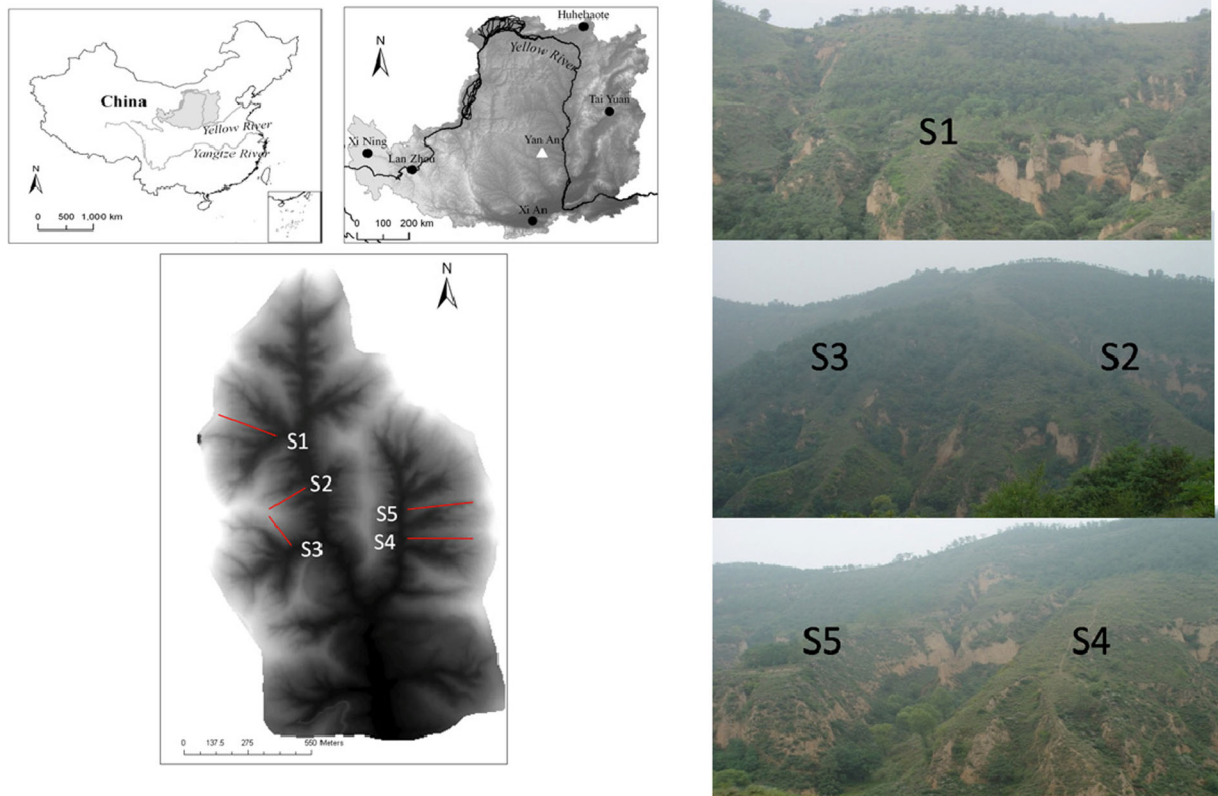 China
Yellow River
Yangtze River
N
0 500 1,000 km
Huhehaote
Yellow River
N
Tai Yuan
Xi Ning
Yan An
Lan Zhou
Xi An
0 100 200 km
N
S1
S2
S5
S4
S3
0 137.5 275 550 Meters
S1
S3 S2
S5 S4